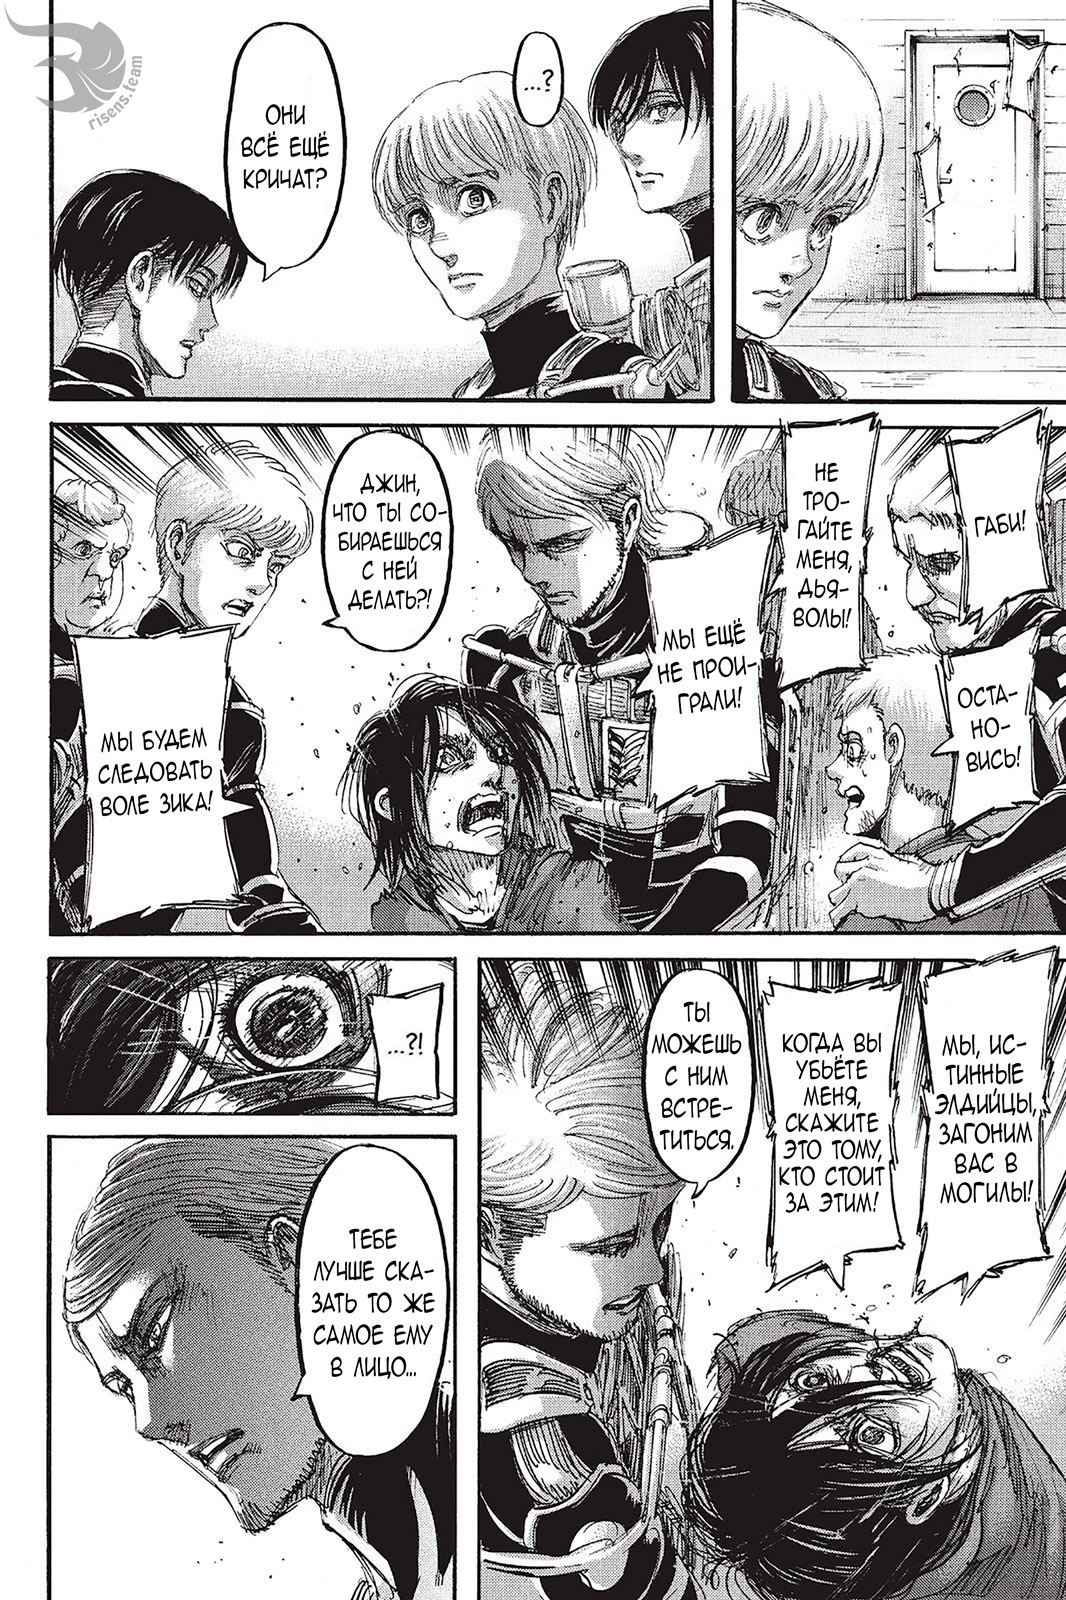 risens.team
...?
ОНИ
ВСЁ ЕЩЁ
КРИЧАТ?
ГАБИ!
ОСТА-
НО-
ВИСЬ!
НЕ
ТРО-
ГАЙТЕ
МЕНЯ,
ДЬЯ-
ВОЛЫ!
МЫ ЕЩЁ
НЕ ПРОИ-
ГРАЛИ!
ДЖИН,
ЧТО ТЫ СО-
БИРАЕШЬСЯ
С НЕЙ
ДЕЛАТЬ?!
МЫ БУДЕМ
СЛЕДОВАТЬ
ВОЛЕ ЗИКА!
МЫ, ИС-
ТИННЫЕ
ЭЛДИЙЦЫ,
ЗАГОНИМ
ВАС В
МОГИЛЫ!
КОГДА ВЫ
УБЬЁТЕ
МЕНЯ,
СКАЖИТЕ
ЭТО ТОМУ,
КТО СТОИТ
ЗА ЭТИМ!
ТЫ
МОЖЕШЬ
С НИМ
ВСТРЕ-
ТИТЬСЯ.
...?!
ТЕБЕ
ЛУЧШЕ СКА-
ЗАТЬ ТО ЖЕ
САМОЕ ЕМУ
В ЛИЦО...